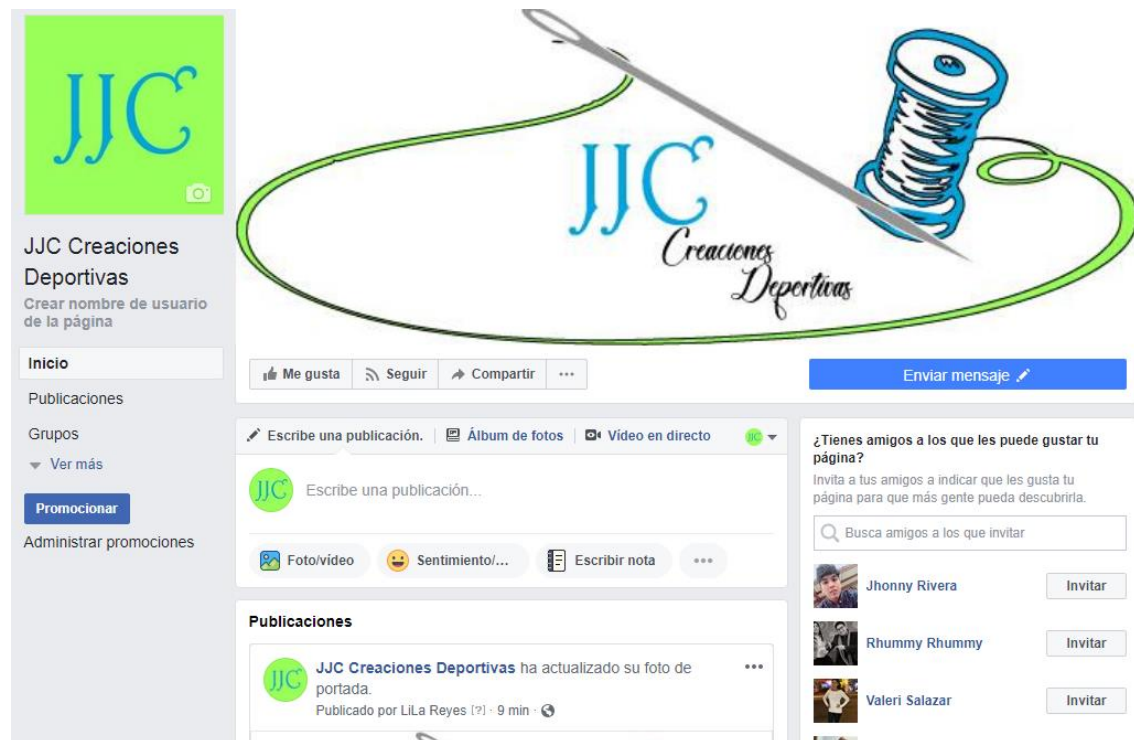 JJC
JJC Creaciones
Deportivas
Crear nombre de usuario
de la página
Inicio
Publicaciones
Grupos
Ver más
Promocionar
Administrar promociones
JJC
Creaciones
Deportivas
Me gusta
Seguir
Compartir
...
Enviar mensaje
Escribe una publicación.
Álbum de fotos
Vídeo en directo
JJC
JJC
Escribe una publicación...
Foto/vídeo
Sentimiento/...
Escribir nota
...
Publicaciones
JJC
JJC Creaciones Deportivas ha actualizado su foto de
portada.
Publicado por LiLa Reyes [?] · 9 min ·
¿Tienes amigos a los que les puede gustar tu
página?
Invita a tus amigos a indicar que les gusta tu
página para que más gente pueda descubrirla.
Busca amigos a los que invitar
Jhonny Rivera
Invitar
Rhummy Rhummy
Invitar
Valeri Salazar
Invitar